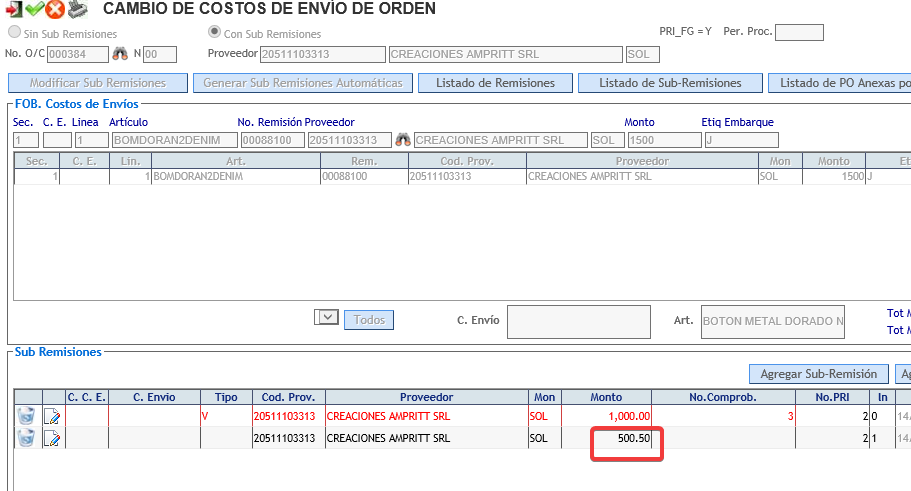 CAMBIO DE COSTOS DE ENVÍO DE ORDEN
Sin Sub Remisiones Con Sub Remisiones PRI_FG = Y Per. Proc.
No. O/C 000384 N 00 Proveedor 20511103313 CREACIONES AMPRITT SRL SOL
Modificar Sub Remisiones Generar Sub Remisiones Automáticas Listado de Remisiones Listado de Sub-Remisiones Listado de PO Anexas po
FOB. Costos de Envíos
Sec. C. E. Linea Artículo No. Remisión Proveedor Monto Etiq Embarque
1 1 BOMDORAN2DENIM 00088100 20511103313 CREACIONES AMPRITT SRL SOL 1500 J
Sec. C. E. Lin. Art. Rem. Cod. Prov. Proveedor Mon Monto Et
1 1 BOMDORAN2DENIM 00088100 20511103313 CREACIONES AMPRITT SRL SOL 1500 J
Todos C. Envío Art. BOTON METAL DORADO N Tot M
Tot M
Sub Remisiones
Agregar Sub-Remisión Ag
C. C. E. C. Envio Tipo Cod. Prov. Proveedor Mon Monto No.Comprob. No.PRI In
V 20511103313 CREACIONES AMPRITT SRL SOL 1,000.00 3 2 0 14/
20511103313 CREACIONES AMPRITT SRL SOL 500.50 2 1 14/